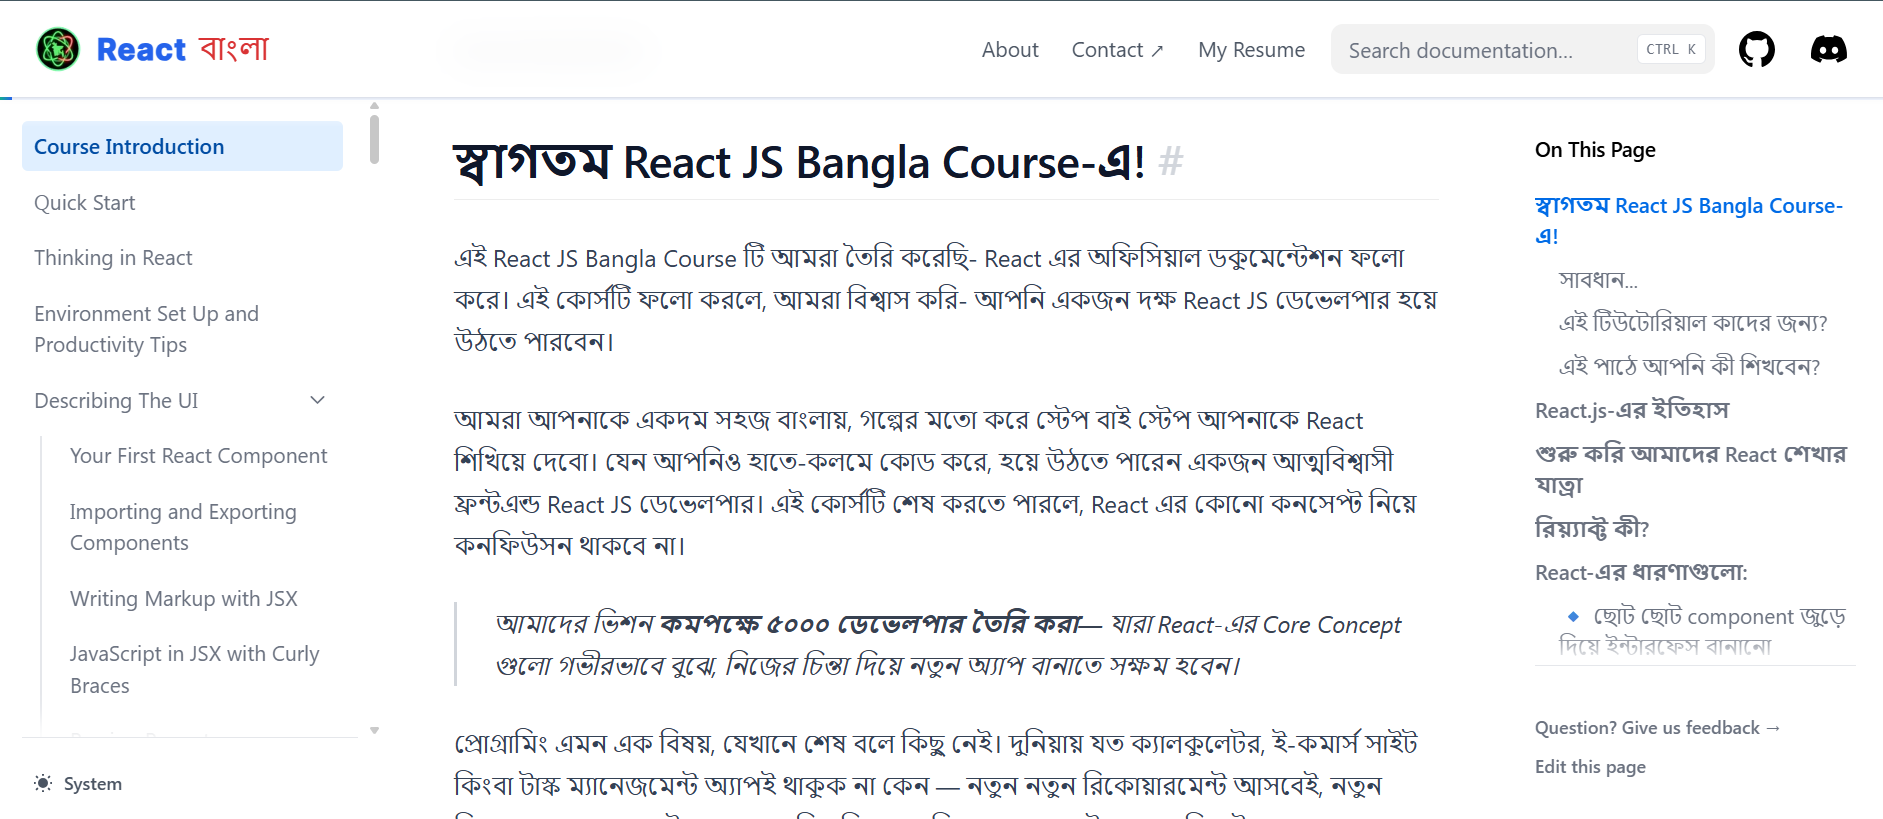 React বাংলা
About
Contact ↗
My Resume
Search documentation...
CTRL K
Course Introduction
Quick Start
Thinking in React
Environment Set Up and
Productivity Tips
Describing The UI
Your First React Component
Importing and Exporting
Components
Writing Markup with JSX
JavaScript in JSX with Curly
Braces
System
স্বাগতম React JS Bangla Course-এ! #
এই React JS Bangla Course টি আমরা তৈরি করেছি- React এর অফিসিয়াল ডকুমেন্টেশন ফলো
করে। এই কোর্সটি ফলো করলে, আমরা বিশ্বাস করি- আপনি একজন দক্ষ React JS ডেভেলপার হয়ে
উঠতে পারবেন।
আমরা আপনাকে একদম সহজ বাংলায়, গল্পের মতো করে স্টেপ বাই স্টেপ আপনাকে React
শিখিয়ে দেবো। যেন আপনিও হাতে-কলমে কোড করে, হয়ে উঠতে পারেন একজন আত্মবিশ্বাসী
ফ্রন্টএন্ড React JS ডেভেলপার। এই কোর্সটি শেষ করতে পারলে, React এর কোনো কনসেপ্ট নিয়ে
কনফিউসন থাকবে না।
আমাদের ভিশন কমপক্ষে ৫০০০ ডেভেলপার তৈরি করা— যারা React-এর Core Concept
গুলো গভীরভাবে বুঝে, নিজের চিন্তা দিয়ে নতুন অ্যাপ বানাতে সক্ষম হবেন।
প্রোগ্রামিং এমন এক বিষয়, যেখানে শেষ বলে কিছু নেই। দুনিয়ায় যত ক্যালকুলেটর, ই-কমার্স সাইট
কিংবা টাস্ক ম্যানেজমেন্ট অ্যাপই থাকুক না কেন — নতুন নতুন রিকোয়ারমেন্ট আসবেই, নতুন
On This Page
স্বাগতম React JS Bangla Course-
এ!
সাবধান...
এই টিউটোরিয়াল কাদের জন্য?
এই পাঠে আপনি কী শিখবেন?
React.js-এর ইতিহাস
শুরু করি আমাদের React শেখার
যাত্রা
রিয়্যাক্ট কী?
React-এর ধারণাগুলো:
🔹 ছোট ছোট component জুড়ে
দিয়ে ইন্টারফেস বানানো
Question? Give us feedback →
Edit this page